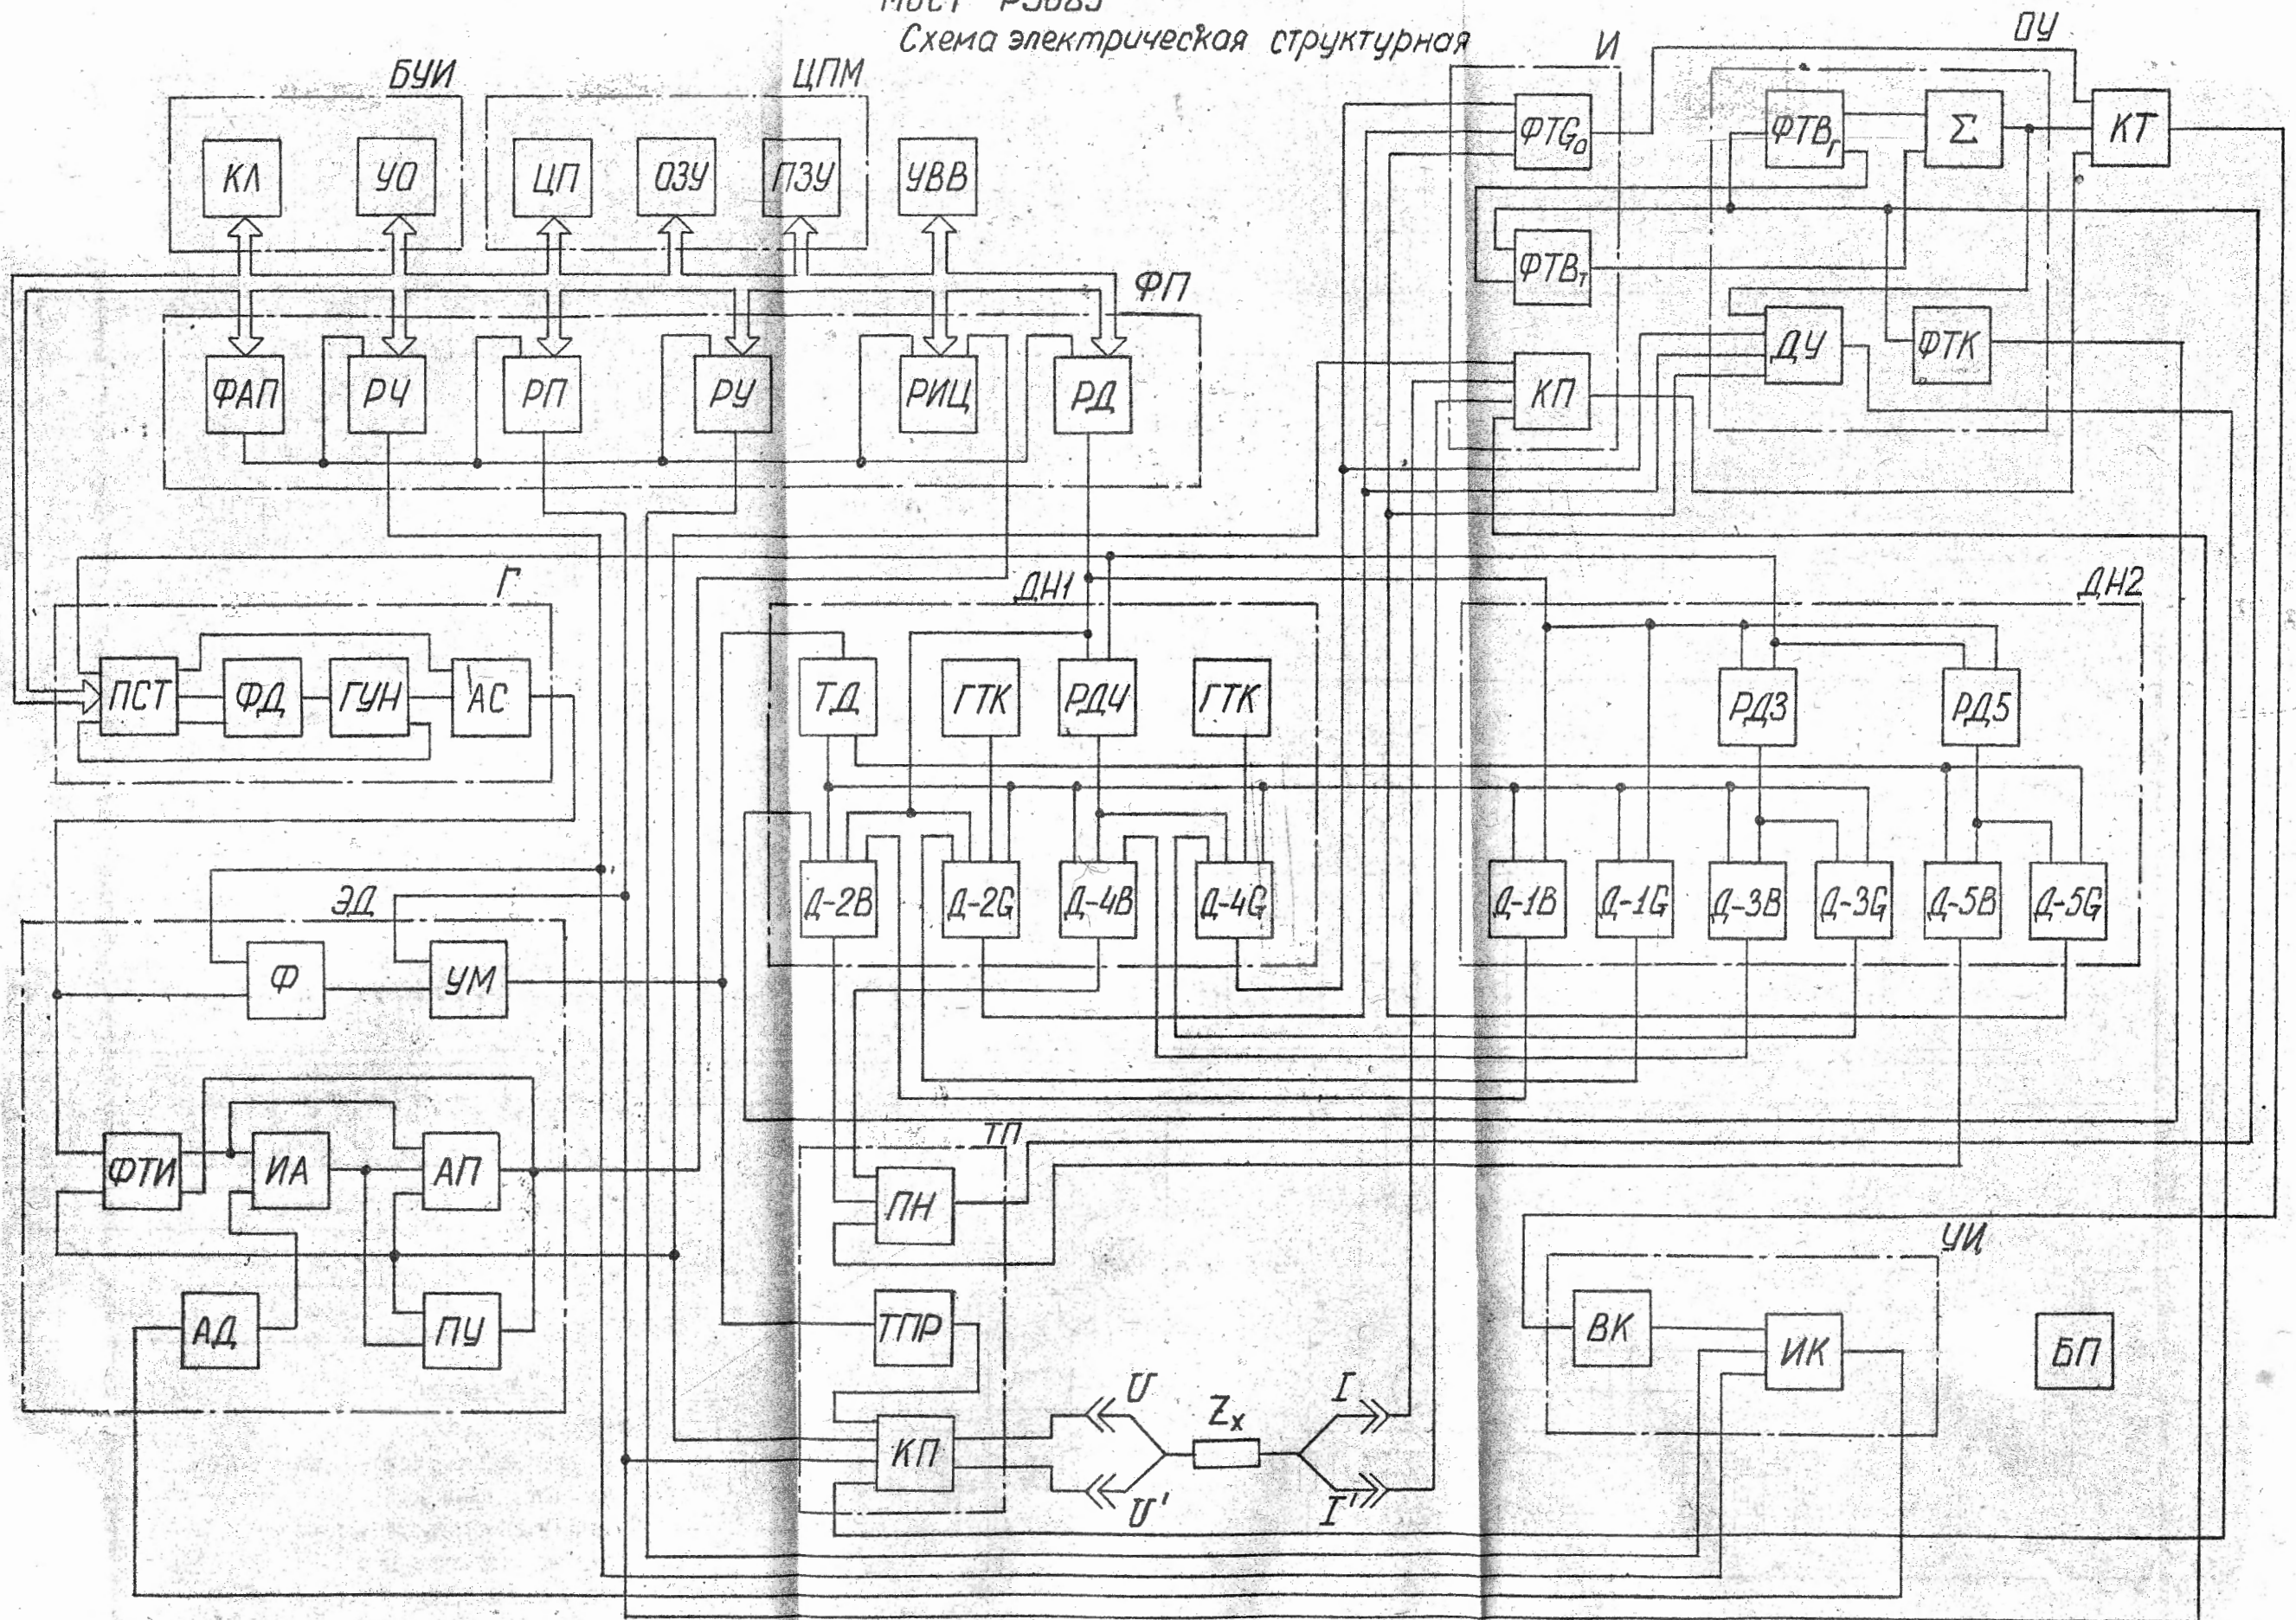 Мост Р5083
Схема электрическая структурная
БУИ
ЦПМ
И
ОУ
КЛ
УО
ЦП
ОЗУ
ПЗУ
УВВ
ФТG₀
ФТВг
Σ
КТ
ФТВт
ФП
ФАП
РЧ
РП
РУ
РИЦ
РД
КП
ДУ
ФТК
Г
ДН1
ДН2
ПСТ
ФД
ГУН
АС
ТД
ГТК
РД4
ГТК
РД3
РД5
ЭД
Д-2В
Д-2G
Д-4В
Д-4G
Д-1В
Д-1G
Д-3В
Д-3G
Д-5В
Д-5G
Ф
УМ
ТП
ФТИ
ИА
АП
ПН
УИ
АД
ПУ
ТПР
ВК
ИК
БП
U
Zx
I
КП
U'
I'